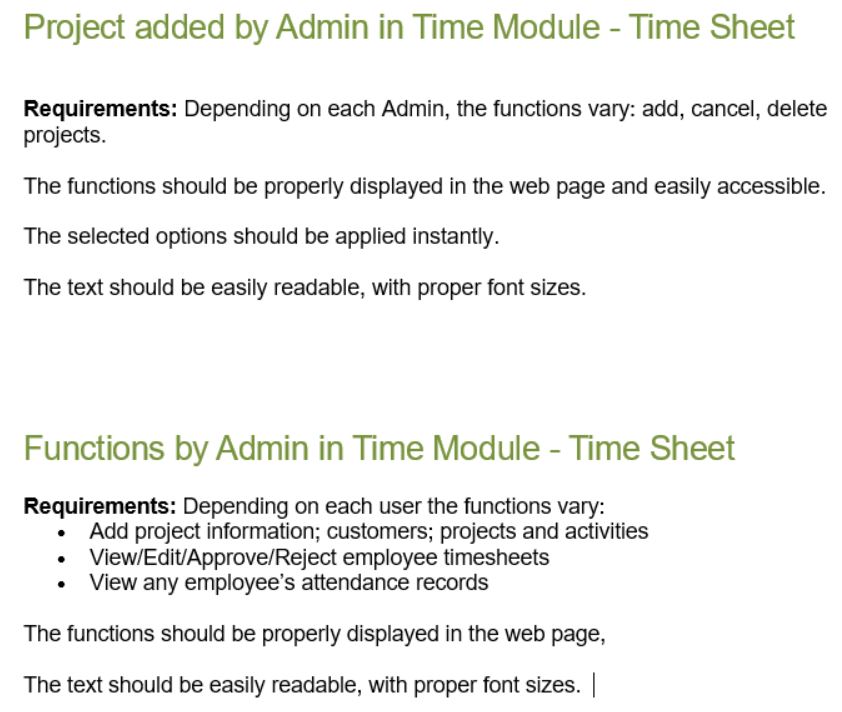 Project added by Admin in Time Module - Time Sheet
Requirements: Depending on each Admin, the functions vary: add, cancel, delete
projects.
The functions should be properly displayed in the web page and easily accessible.
The selected options should be applied instantly.
The text should be easily readable, with proper font sizes.
Functions by Admin in Time Module - Time Sheet
Requirements: Depending on each user the functions vary:
• Add project information; customers; projects and activities
• View/Edit/Approve/Reject employee timesheets
• View any employee’s attendance records
The functions should be properly displayed in the web page,
The text should be easily readable, with proper font sizes.